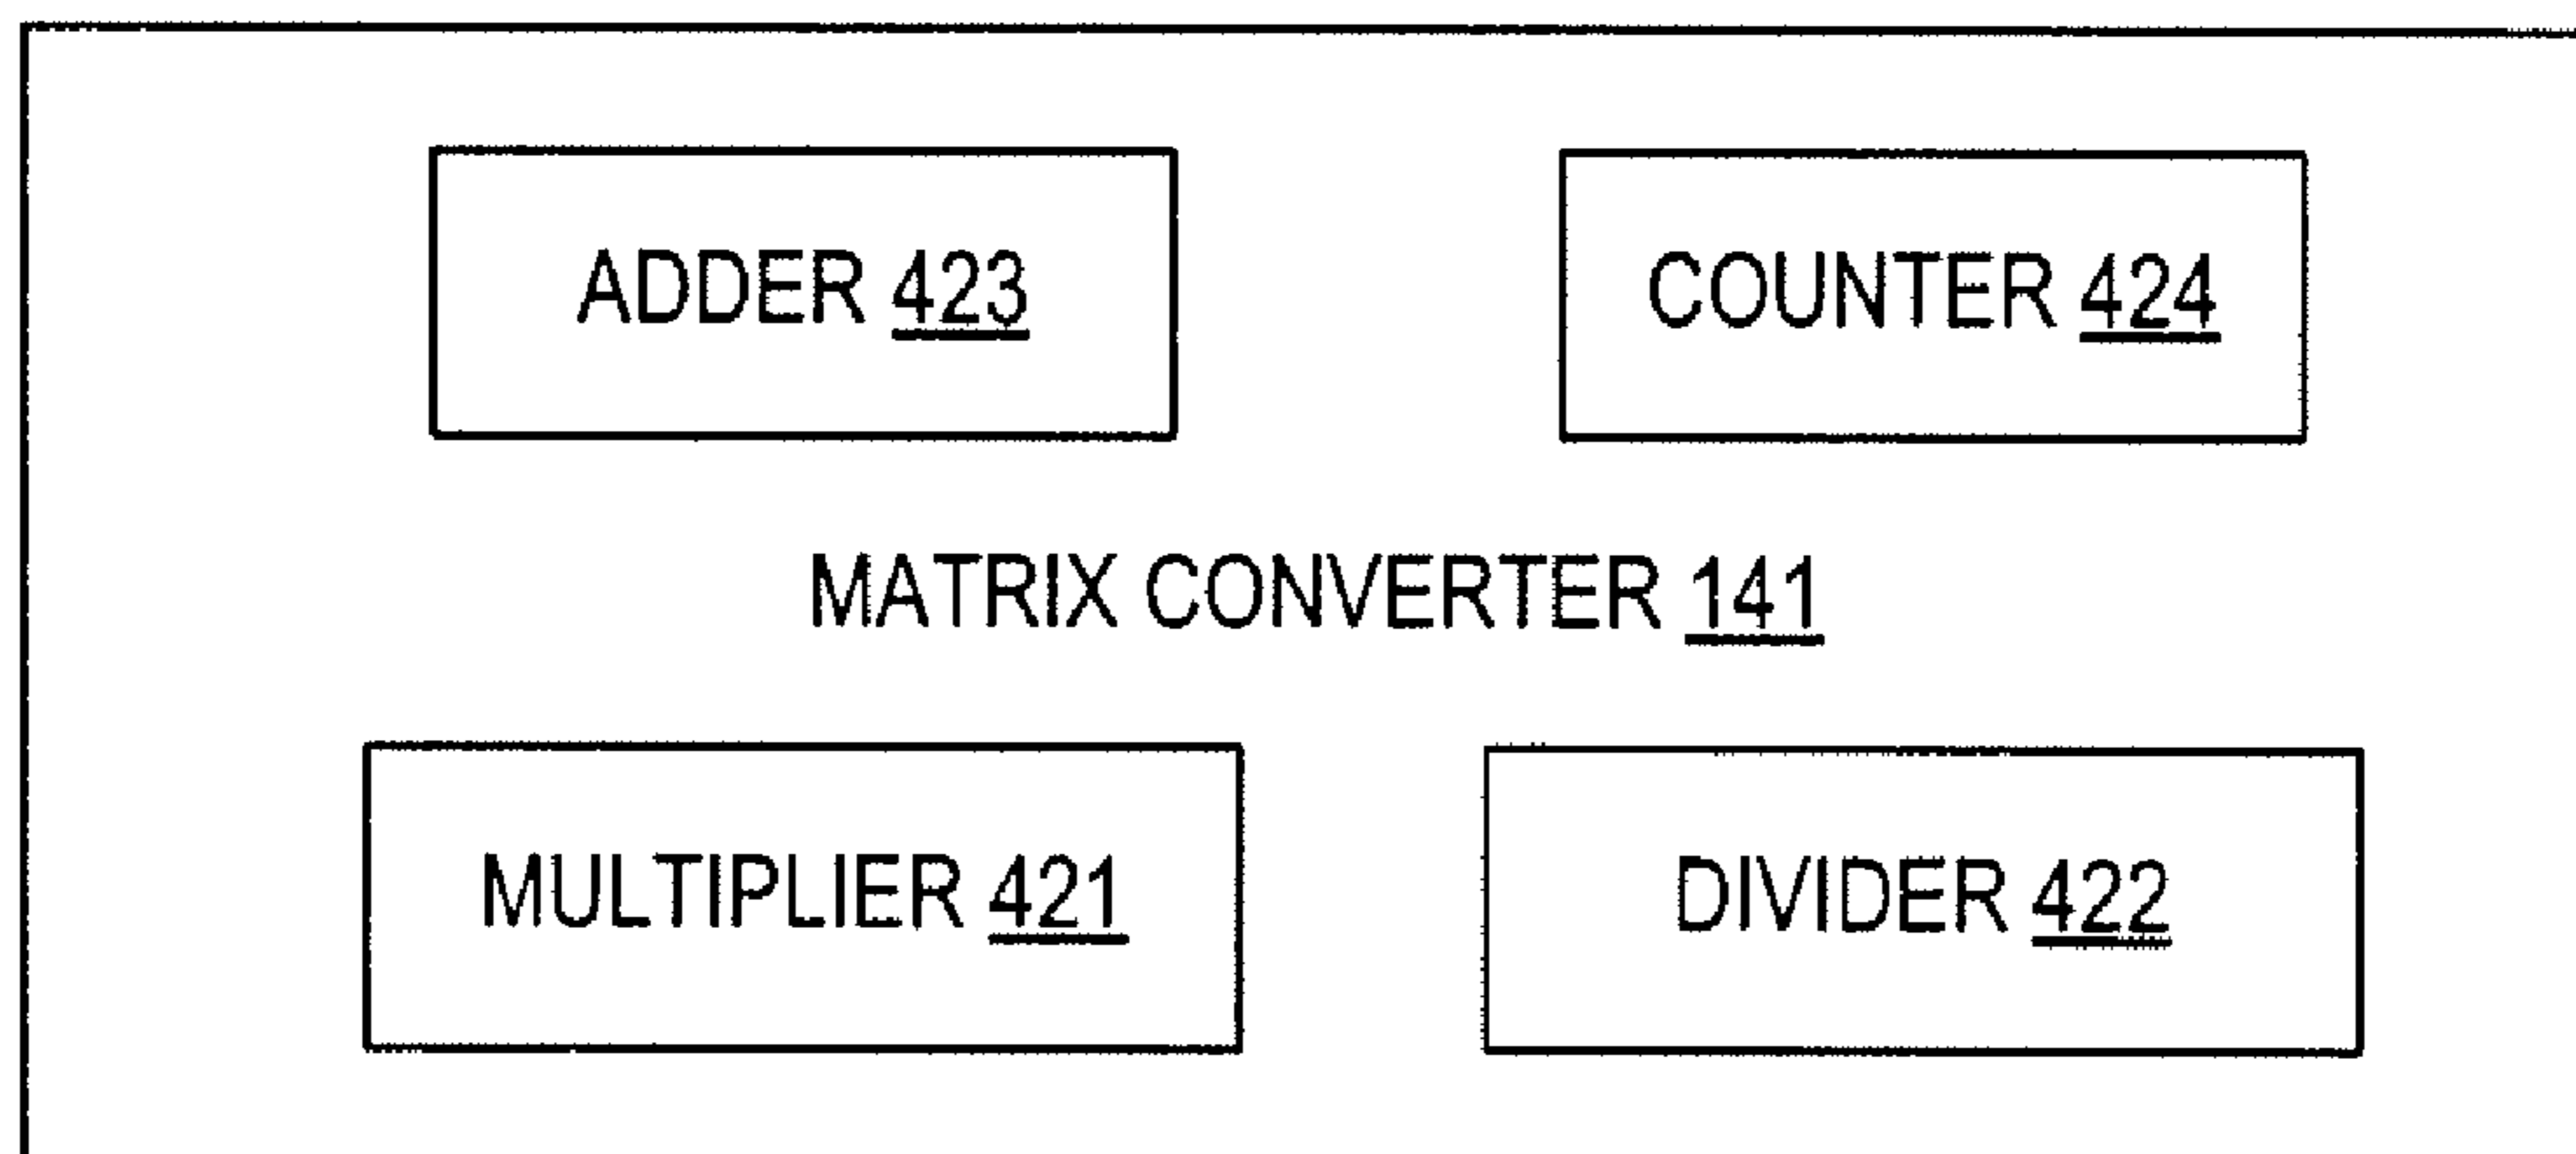 ADDER 423
COUNTER 424
MATRIX CONVERTER 141
MULTIPLIER 421
DIVIDER 422